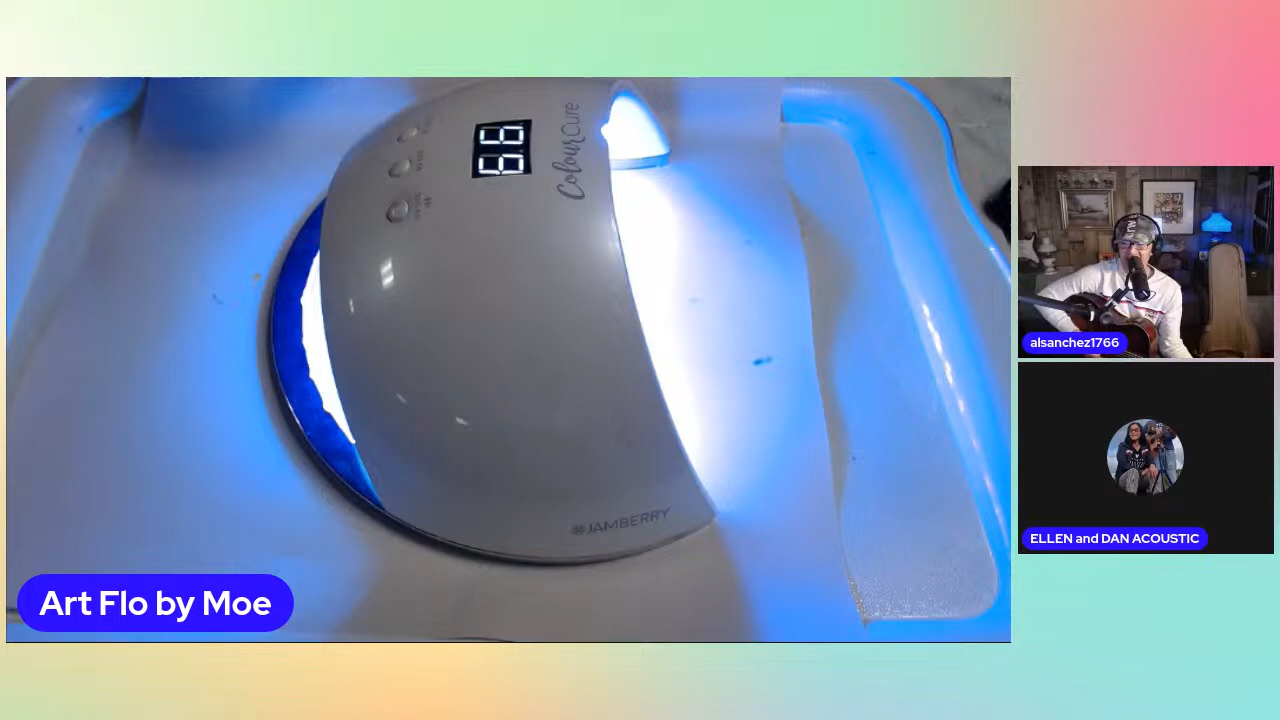 88
ColourCure
JAMBERRY
Art Flo by Moe
alsanchez1766
ELLEN and DAN ACOUSTIC